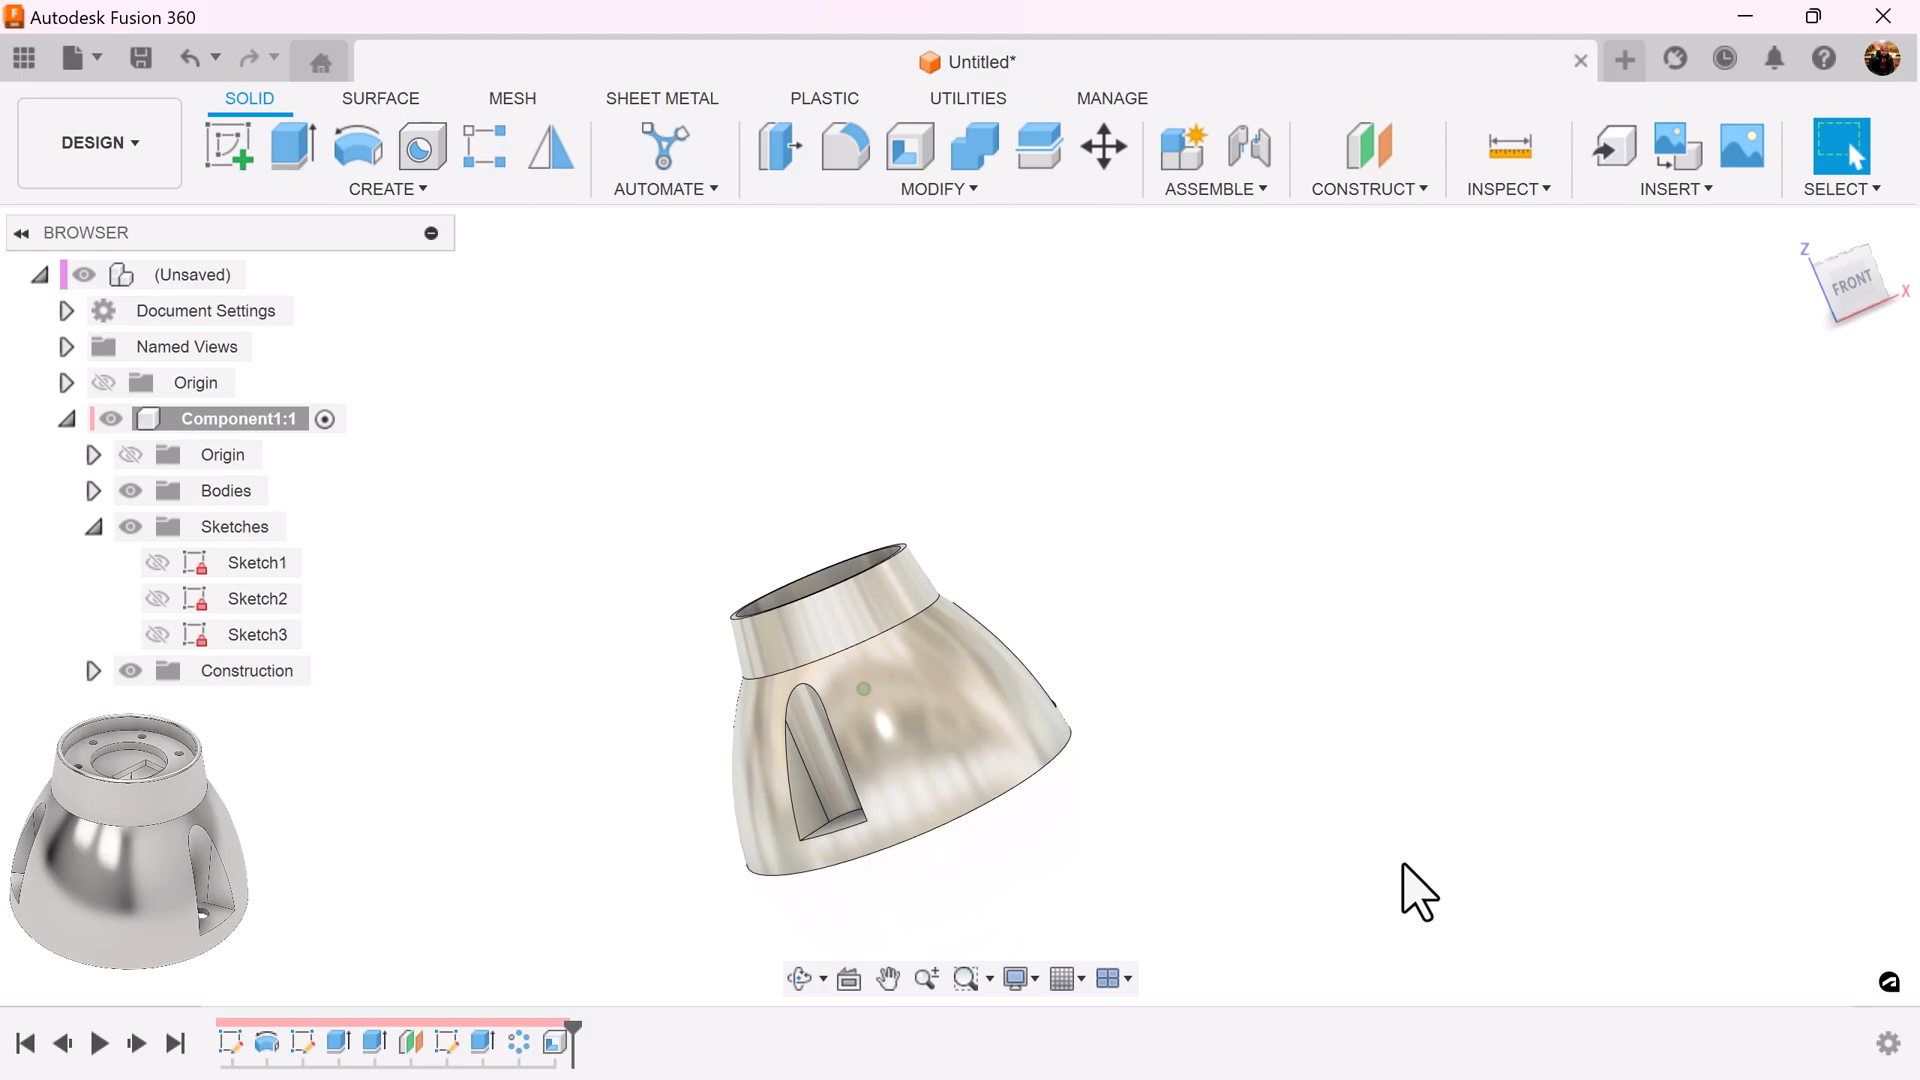 Autodesk Fusion 360
Untitled*
SOLID SURFACE MESH SHEET METAL PLASTIC UTILITIES MANAGE
DESIGN
CREATE AUTOMATE MODIFY ASSEMBLE CONSTRUCT INSPECT INSERT SELECT
BROWSER
(Unsaved)
Document Settings
Named Views
Origin
Component1:1
Origin
Bodies
Sketches
Sketch1
Sketch2
Sketch3
Construction
Z
FRONT
X